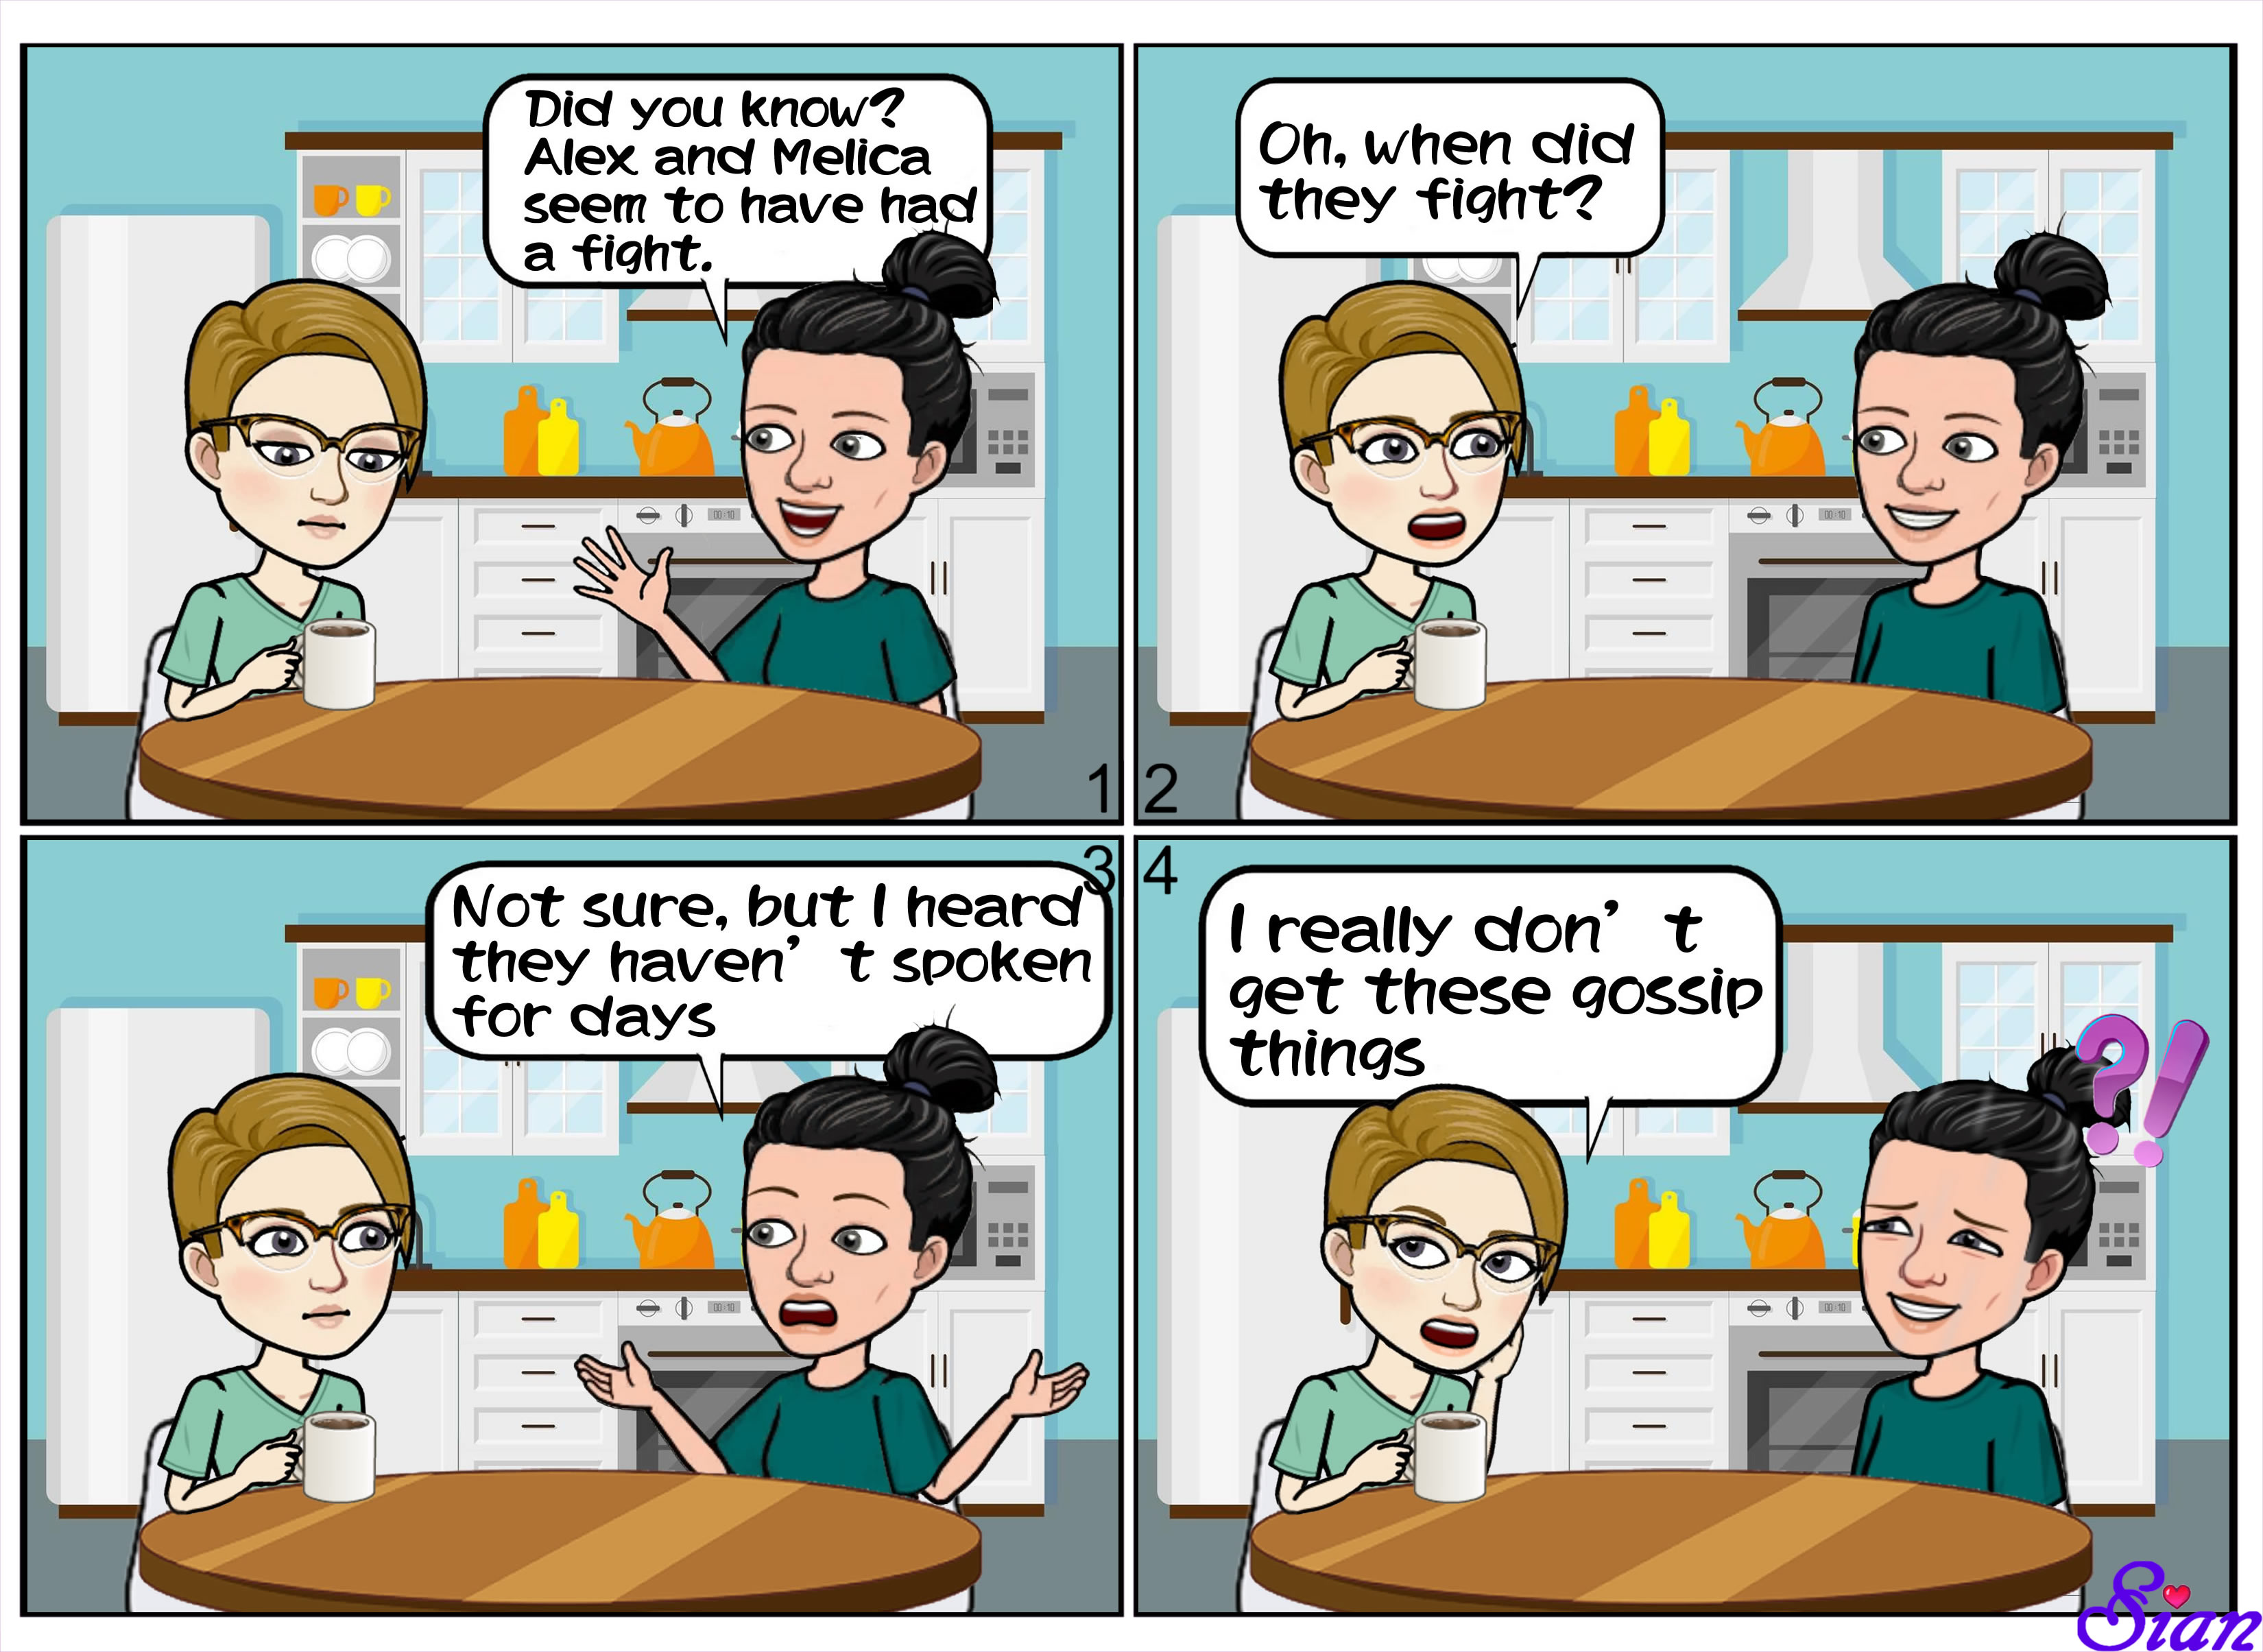 Did you know?
Alex and Melica
seem to have had
a fight.
1
Oh, when did
they fight?
2
3
Not sure, but I heard
they haven’t spoken
for days
4
I really don’t
get these gossip
things
?!
Sian